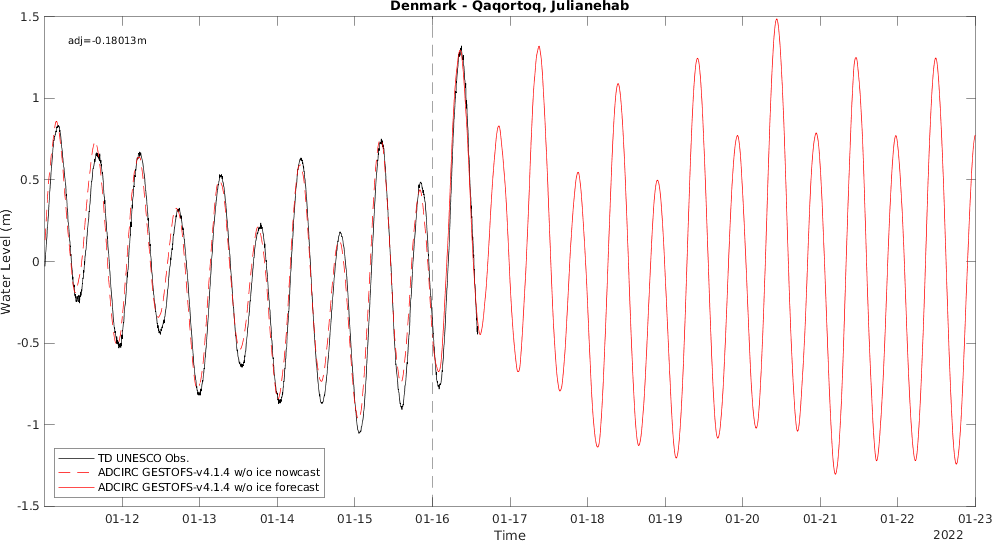 Denmark - Qaqortoq, Julianehab
adj=-0.18013m
1.5
1
0.5
0
-0.5
-1
-1.5
Water Level (m)
TD UNESCO Obs.
ADCIRC GESTOFS-v4.1.4 w/o ice nowcast
ADCIRC GESTOFS-v4.1.4 w/o ice forecast
01-12 01-13 01-14 01-15 01-16 01-17 01-18 01-19 01-20 01-21 01-22 01-23
Time
2022